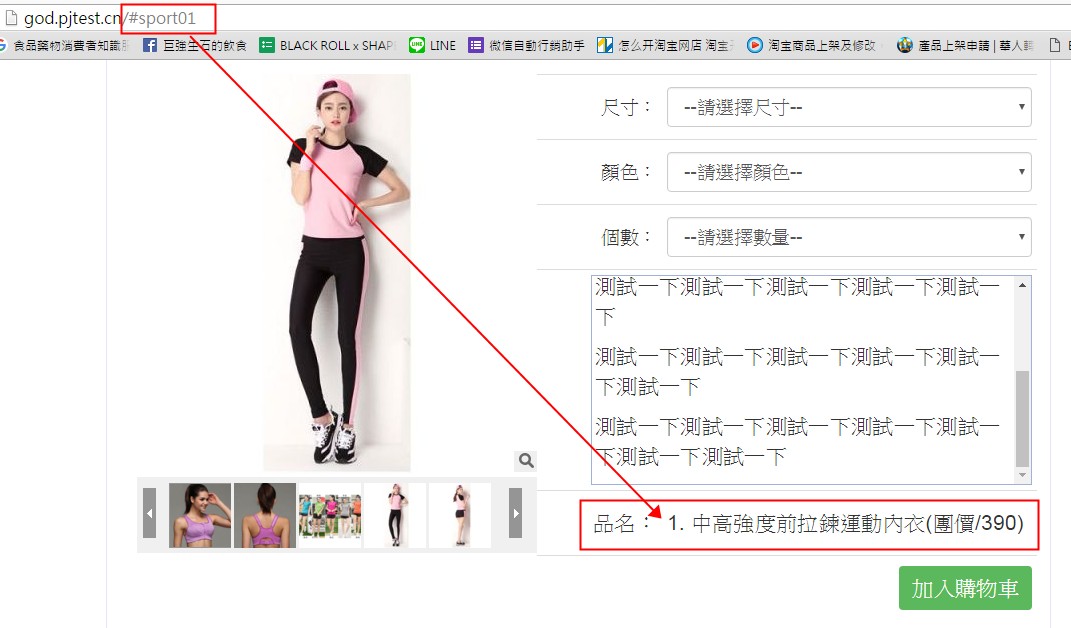 god.pjtest.cn/#sport01
食品藥物消費者知識
巨強生石的飲食
BLACK ROLL x SHAP
LINE
微信自動行銷助手
怎么开淘宝网店 淘宝
淘宝商品上架及修改
產品上架申請 | 華人
尺寸：
--請選擇尺寸--
顏色：
--請選擇顏色--
個數：
--請選擇數量--
測試一下測試一下測試一下測試一下測試一
下
測試一下測試一下測試一下測試一下測試一
下測試一下
測試一下測試一下測試一下測試一下測試一
下測試一下測試一下
品名： 1. 中高強度前拉鍊運動內衣(團價/390)
加入購物車